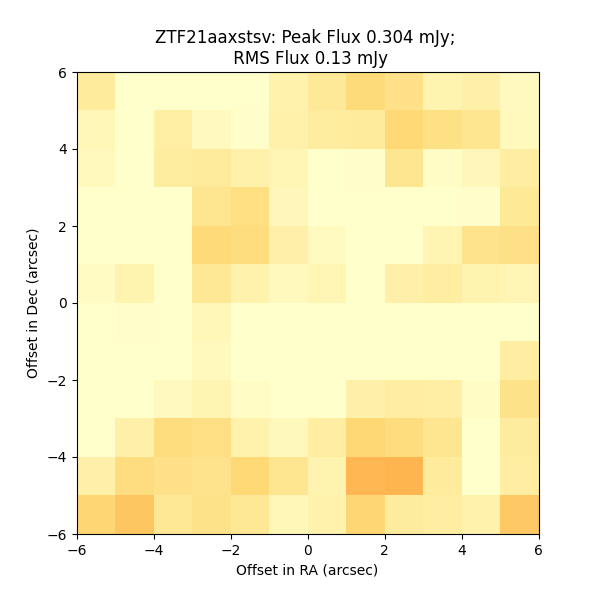 ZTF21aaxstsv: Peak Flux 0.304 mJy;
RMS Flux 0.13 mJy
6
4
2
0
−2
−4
−6
Offset in Dec (arcsec)
−6 −4 −2 0 2 4 6
Offset in RA (arcsec)